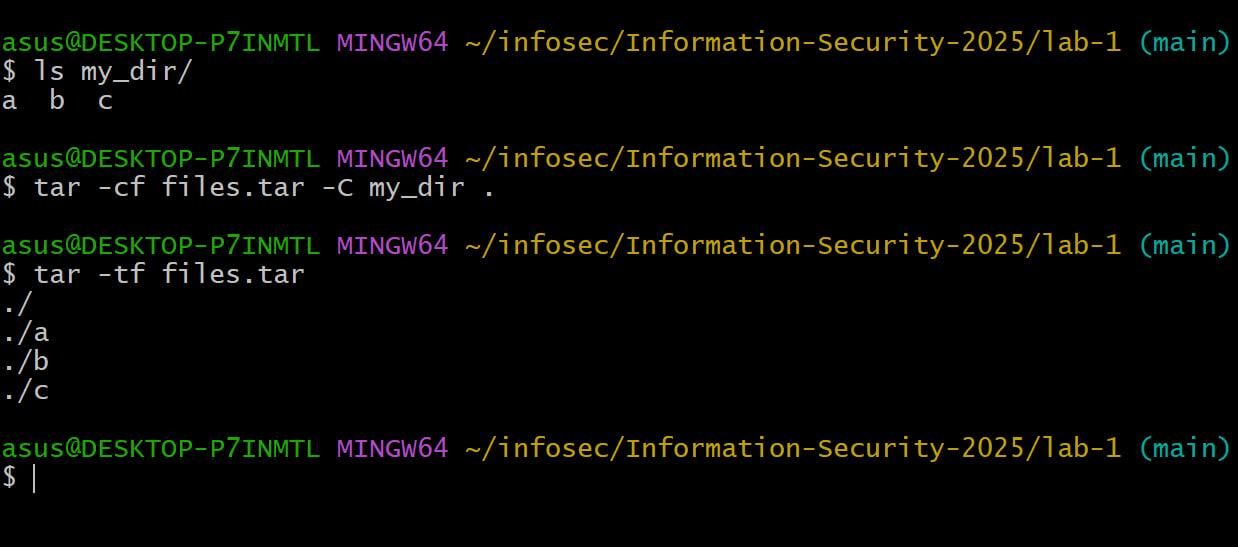 asus@DESKTOP-P7INMTL MINGW64 ~/infosec/Information-Security-2025/lab-1 (main)
$ ls my_dir/
a  b  c
asus@DESKTOP-P7INMTL MINGW64 ~/infosec/Information-Security-2025/lab-1 (main)
$ tar -cf files.tar -C my_dir .
asus@DESKTOP-P7INMTL MINGW64 ~/infosec/Information-Security-2025/lab-1 (main)
$ tar -tf files.tar
./
./a
./b
./c
asus@DESKTOP-P7INMTL MINGW64 ~/infosec/Information-Security-2025/lab-1 (main)
$